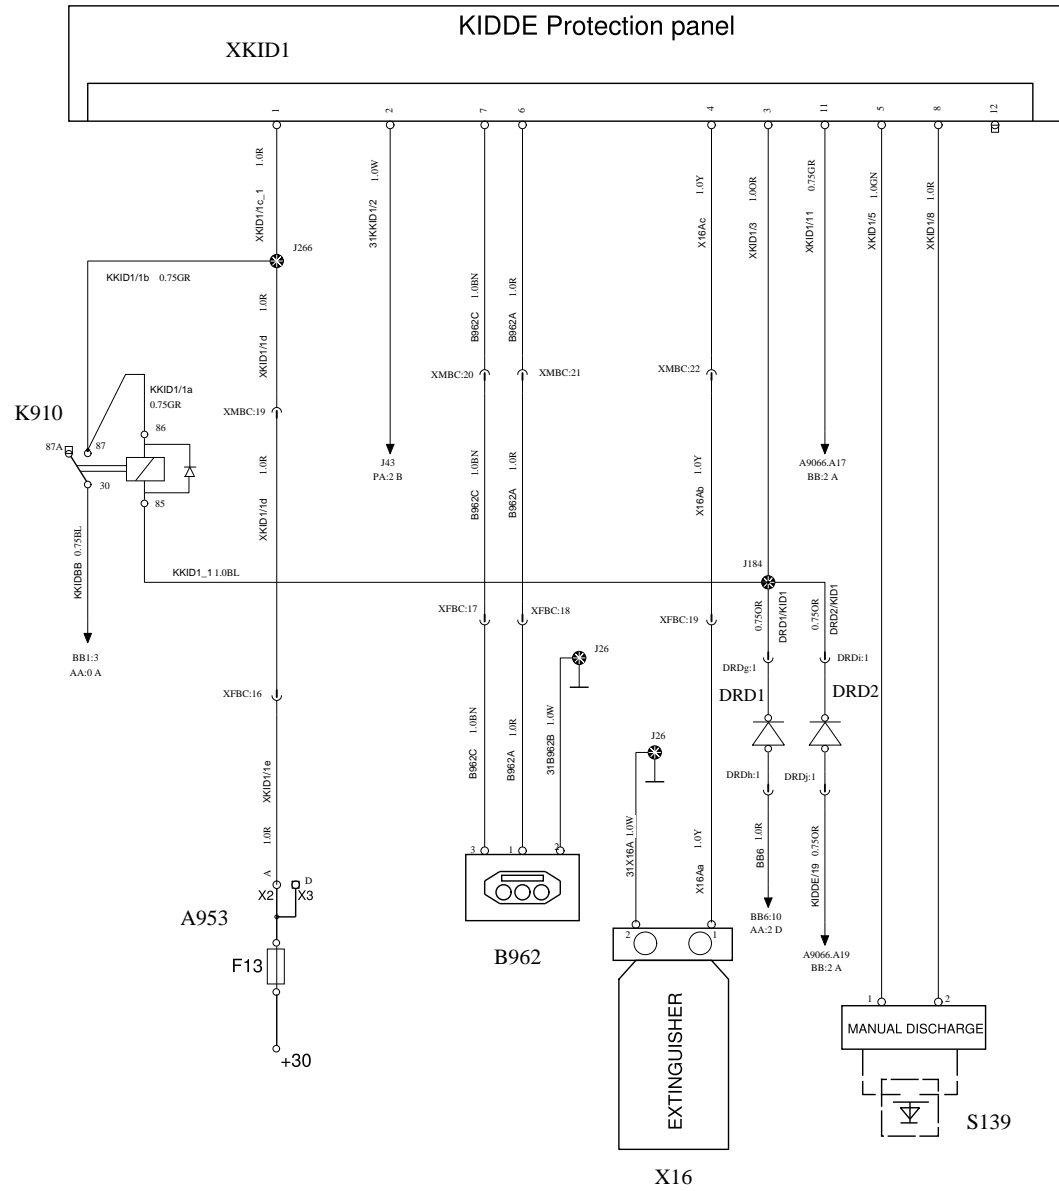 KIDDE Protection panel
XKID1
1
2
7
6
4
3
11
5
8
12
1.0R
1.0W
1.0Y
1.0OR
0.75GR
1.0GN
1.0R
XKID1/1c_1
31KKID1/2
X16Ac
XKID1/3
XKID1/11
XKID1/5
XKID1/8
J266
KKID1/1b 0.75GR
1.0R
1.0BN
1.0R
XKID1/1d
B962C
B962A
XMBC:20
XMBC:21
XMBC:22
KKID1/1a
0.75GR
K910
XMBC:19
86
87A
87
30
85
1.0R
1.0BN
1.0R
1.0Y
J43
PA:2 B
A9066.A17
BB:2 A
XKID1/1d
B962C
B962A
X16Ab
KKIDBB 0.75BL
KKID1_1 1.0BL
J184
0.75OR
DRD1/KID1
0.75OR
DRD2/KID1
XFBC:17
XFBC:18
XFBC:19
BB1:3
AA:0 A
J26
DRDg:1
DRDi:1
XFBC:16
DRD1
DRD2
B962C 1.0BN
B962A 1.0R
31B962B 1.0W
J26
XKID1/1e
1.0R
DRDh:1
DRDj:1
31X16A 1.0W
X16Aa 1.0Y
BB6 1.0R
KIDDE/19 0.75OR
3
1
2
A
D
X2
X3
A953
BB6:10
AA:2 D
2
1
B962
A9066.A19
BB:2 A
F13
1
2
EXTINGUISHER
MANUAL DISCHARGE
+30
S139
X16